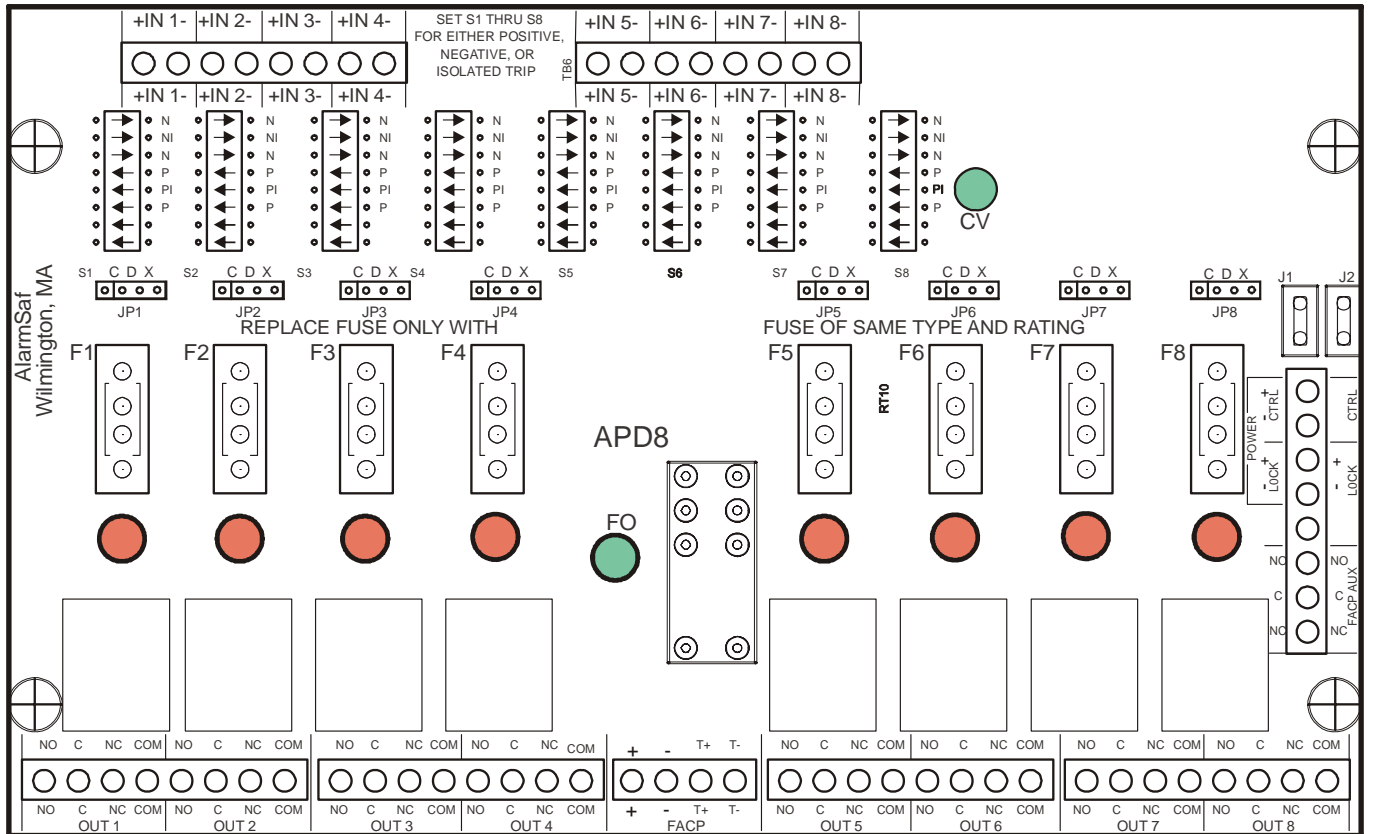 +IN 1- +IN 2- +IN 3- +IN 4- SET S1 THRU S8 +IN 5- +IN 6- +IN 7- +IN 8-
FOR EITHER POSITIVE,
NEGATIVE, OR
ISOLATED TRIP
TB6
+IN 1- +IN 2- +IN 3- +IN 4- +IN 5- +IN 6- +IN 7- +IN 8-
N N N N N N N
NI NI NI NI NI NI NI
N N N N N N N
P P P P P P P
PI PI PI PI PI PI PI
P P P P P P P
CV
S1 C D X S2 C D X S3 C D X S4 C D X S5 S6 S7 C D X S8 C D X C D X J1 J2
JP1 JP2 JP3 JP4 JP5 JP6 JP7 JP8
REPLACE FUSE ONLY WITH FUSE OF SAME TYPE AND RATING
AlarmSaf
Wilmington, MA
F1 F2 F3 F4 F5 F6 F7 F8
RT10
APD8
FO
POWER
+ - CTRL CTRL
+ - LOCK + - LOCK
NO NO
C C
NC NC
FACP AUX
NO C NC COM NO C NC COM NO C NC COM NO C NC COM + - T+ T- NO C NC COM NO C NC COM NO C NC COM NO C NC COM
NO C NC COM NO C NC COM NO C NC COM NO C NC COM + - T+ T- NO C NC COM NO C NC COM NO C NC COM NO C NC COM
OUT 1 OUT 2 OUT 3 OUT 4 FACP OUT 5 OUT 6 OUT 7 OUT 8